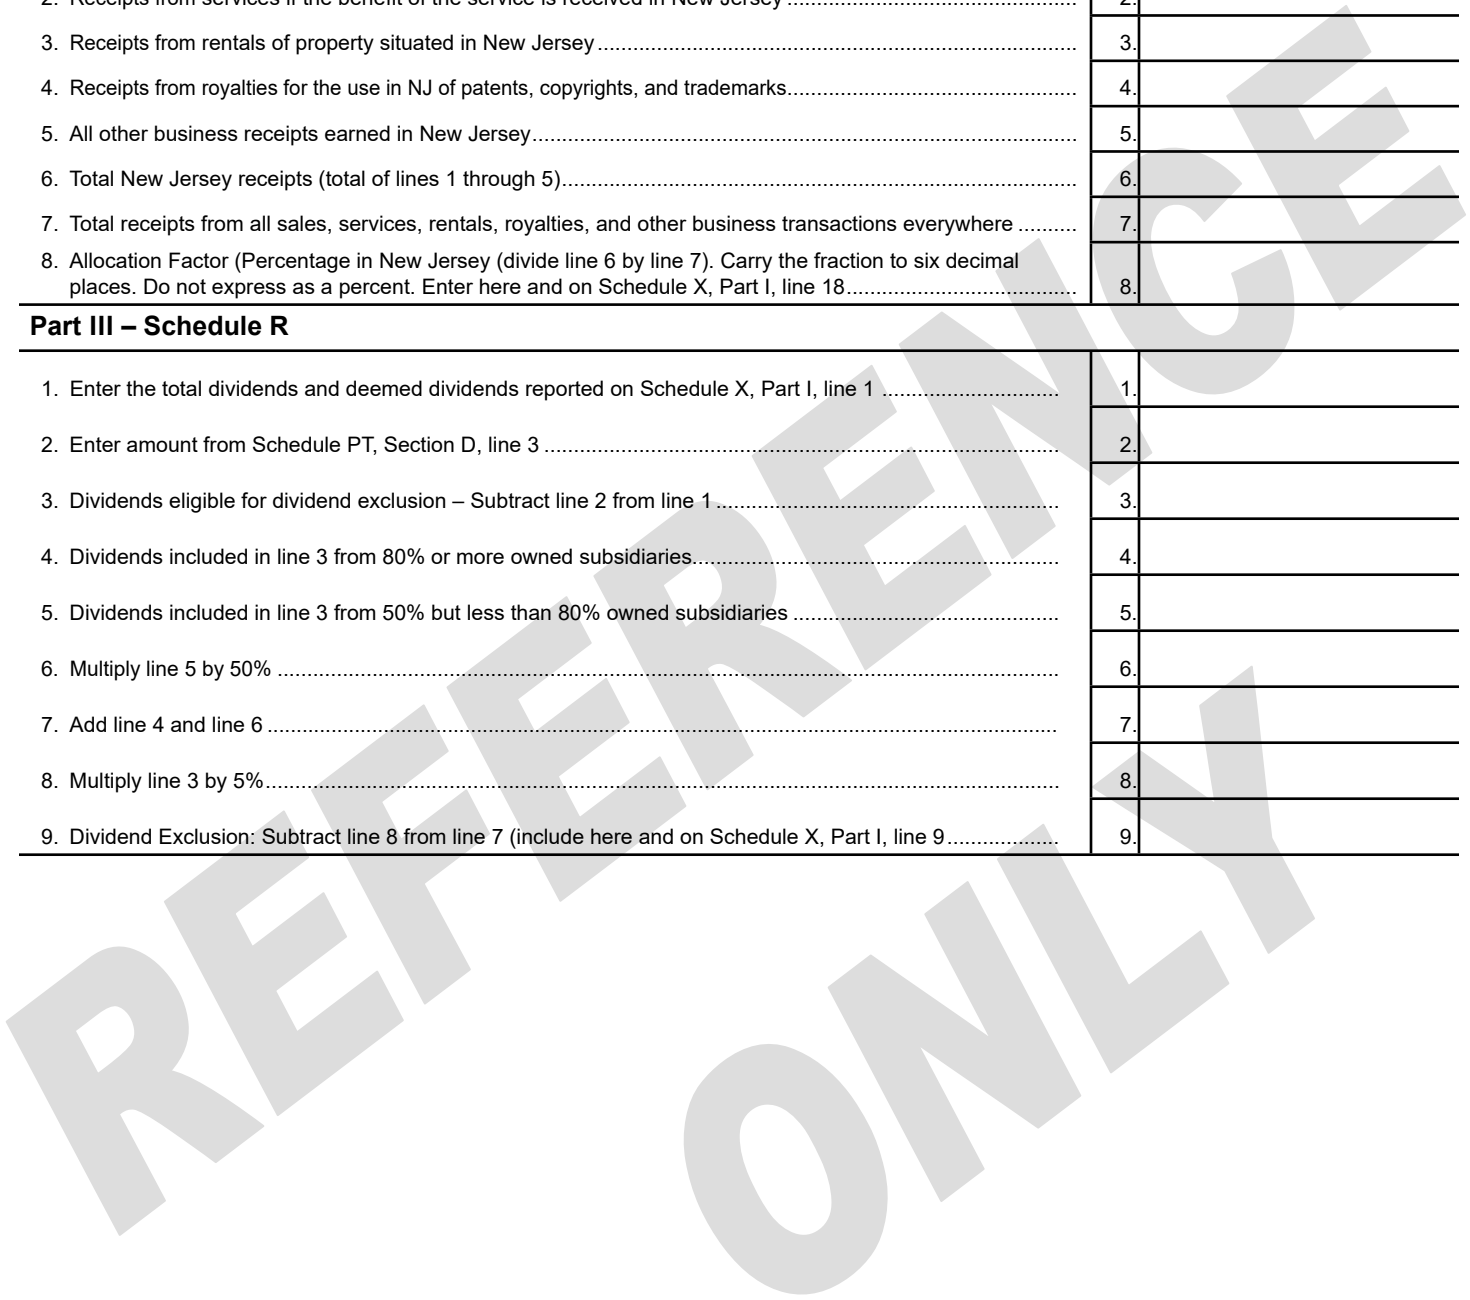 2. Receipts from services if the benefit of the service is received in New Jersey ................................................ 2.
3. Receipts from rentals of property situated in New Jersey ................................................................................ 3.
4. Receipts from royalties for the use in NJ of patents, copyrights, and trademarks................................................ 4.
5. All other business receipts earned in New Jersey........................................................................................... 5.
6. Total New Jersey receipts (total of lines 1 through 5)...................................................................................... 6.
7. Total receipts from all sales, services, rentals, royalties, and other business transactions everywhere .......... 7.
8. Allocation Factor (Percentage in New Jersey (divide line 6 by line 7). Carry the fraction to six decimal
places. Do not express as a percent. Enter here and on Schedule X, Part I, line 18...................................... 8.
Part III – Schedule R
1. Enter the total dividends and deemed dividends reported on Schedule X, Part I, line 1 .............................. 1.
2. Enter amount from Schedule PT, Section D, line 3 ...................................................................................... 2.
3. Dividends eligible for dividend exclusion – Subtract line 2 from line 1 ......................................................... 3.
4. Dividends included in line 3 from 80% or more owned subsidiaries............................................................. 4.
5. Dividends included in line 3 from 50% but less than 80% owned subsidiaries ............................................ 5.
6. Multiply line 5 by 50% .................................................................................................................................. 6.
7. Add line 4 and line 6 .................................................................................................................................... 7.
8. Multiply line 3 by 5%.................................................................................................................................... 8.
9. Dividend Exclusion: Subtract line 8 from line 7 (include here and on Schedule X, Part I, line 9................... 9.
REFERENCE
ONLY